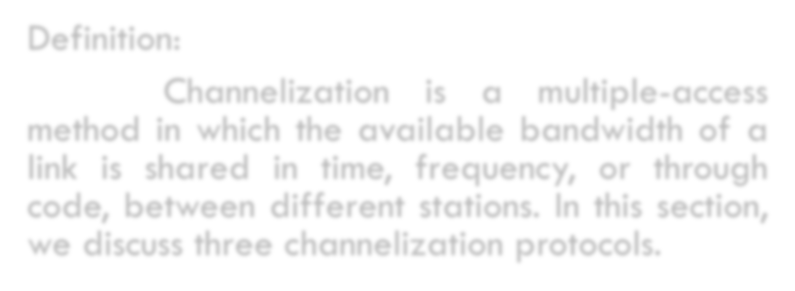 Definition:
Channelization is a multiple-access
method in which the available bandwidth of a
link is shared in time, frequency, or through
code, between different stations. In this section,
we discuss three channelization protocols.